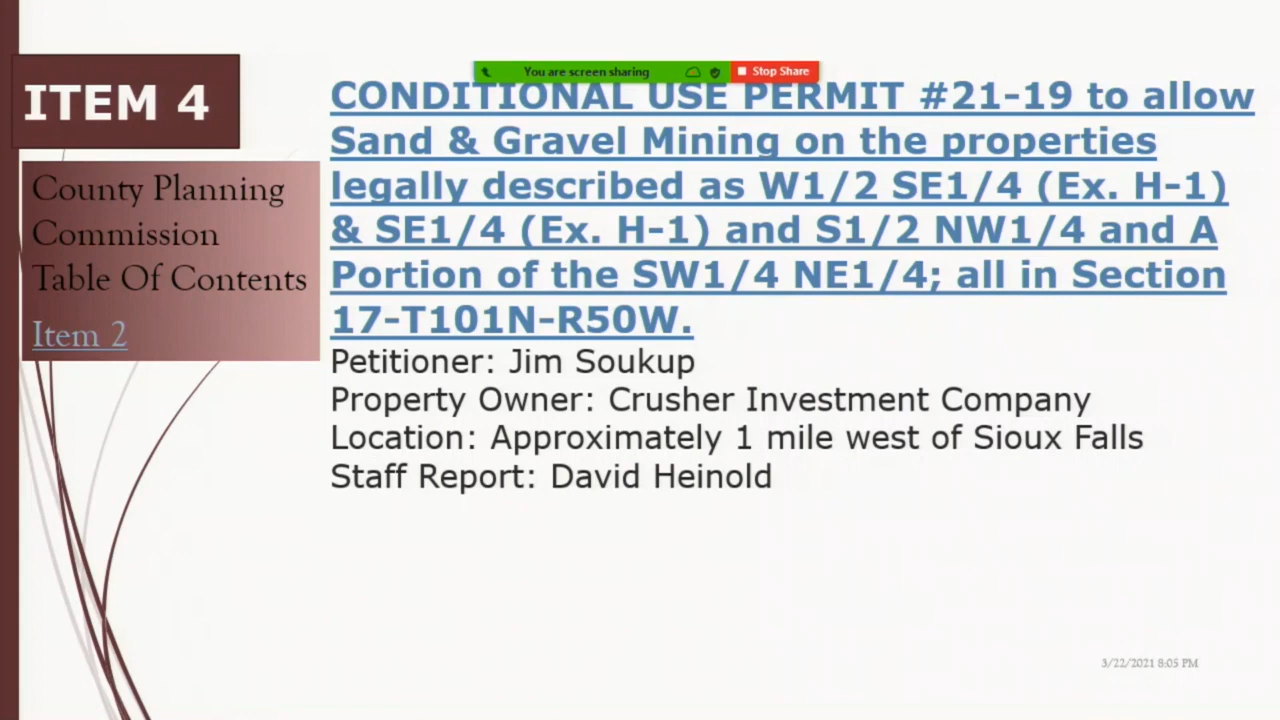 You are screen sharing
Stop Share
ITEM 4
County Planning
Commission
Table Of Contents
Item 2
CONDITIONAL USE PERMIT #21-19 to allow
Sand & Gravel Mining on the properties
legally described as W1/2 SE1/4 (Ex. H-1)
& SE1/4 (Ex. H-1) and S1/2 NW1/4 and A
Portion of the SW1/4 NE1/4; all in Section
17-T101N-R50W.
Petitioner: Jim Soukup
Property Owner: Crusher Investment Company
Location: Approximately 1 mile west of Sioux Falls
Staff Report: David Heinold
3/22/2021 8:05 PM